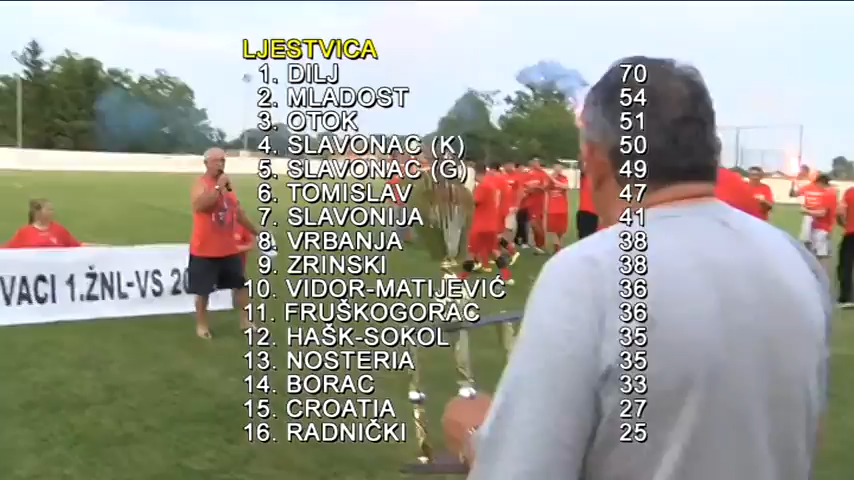 LJESTVICA
1. DILJ 70
2. MLADOST 54
3. OTOK 51
4. SLAVONAC (K) 50
5. SLAVONAC (G) 49
6. TOMISLAV 47
7. SLAVONIJA 41
8. VRBANJA 38
9. ZRINSKI 38
10. VIDOR-MATIJEVIĆ 36
11. FRUŠKOGORAC 36
12. HAŠK-SOKOL 35
13. NOSTERIA 35
14. BORAC 33
15. CROATIA 27
16. RADNIČKI 25
VACI 1.ŽNL-VS 20